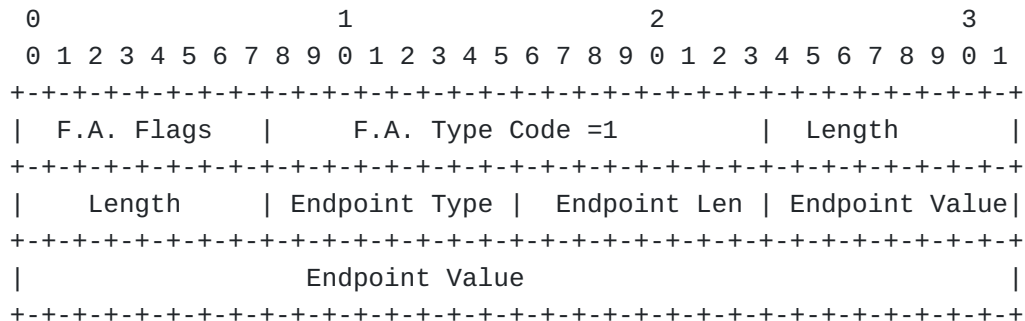 0                   1                   2                   3
 0 1 2 3 4 5 6 7 8 9 0 1 2 3 4 5 6 7 8 9 0 1 2 3 4 5 6 7 8 9 0 1
+-+-+-+-+-+-+-+-+-+-+-+-+-+-+-+-+-+-+-+-+-+-+-+-+-+-+-+-+-+-+-+-+
|  F.A. Flags   |     F.A. Type Code =1         |  Length       |
+-+-+-+-+-+-+-+-+-+-+-+-+-+-+-+-+-+-+-+-+-+-+-+-+-+-+-+-+-+-+-+-+
|    Length     | Endpoint Type |  Endpoint Len | Endpoint Value|
+-+-+-+-+-+-+-+-+-+-+-+-+-+-+-+-+-+-+-+-+-+-+-+-+-+-+-+-+-+-+-+-+
|                  Endpoint Value                               |
+-+-+-+-+-+-+-+-+-+-+-+-+-+-+-+-+-+-+-+-+-+-+-+-+-+-+-+-+-+-+-+-+